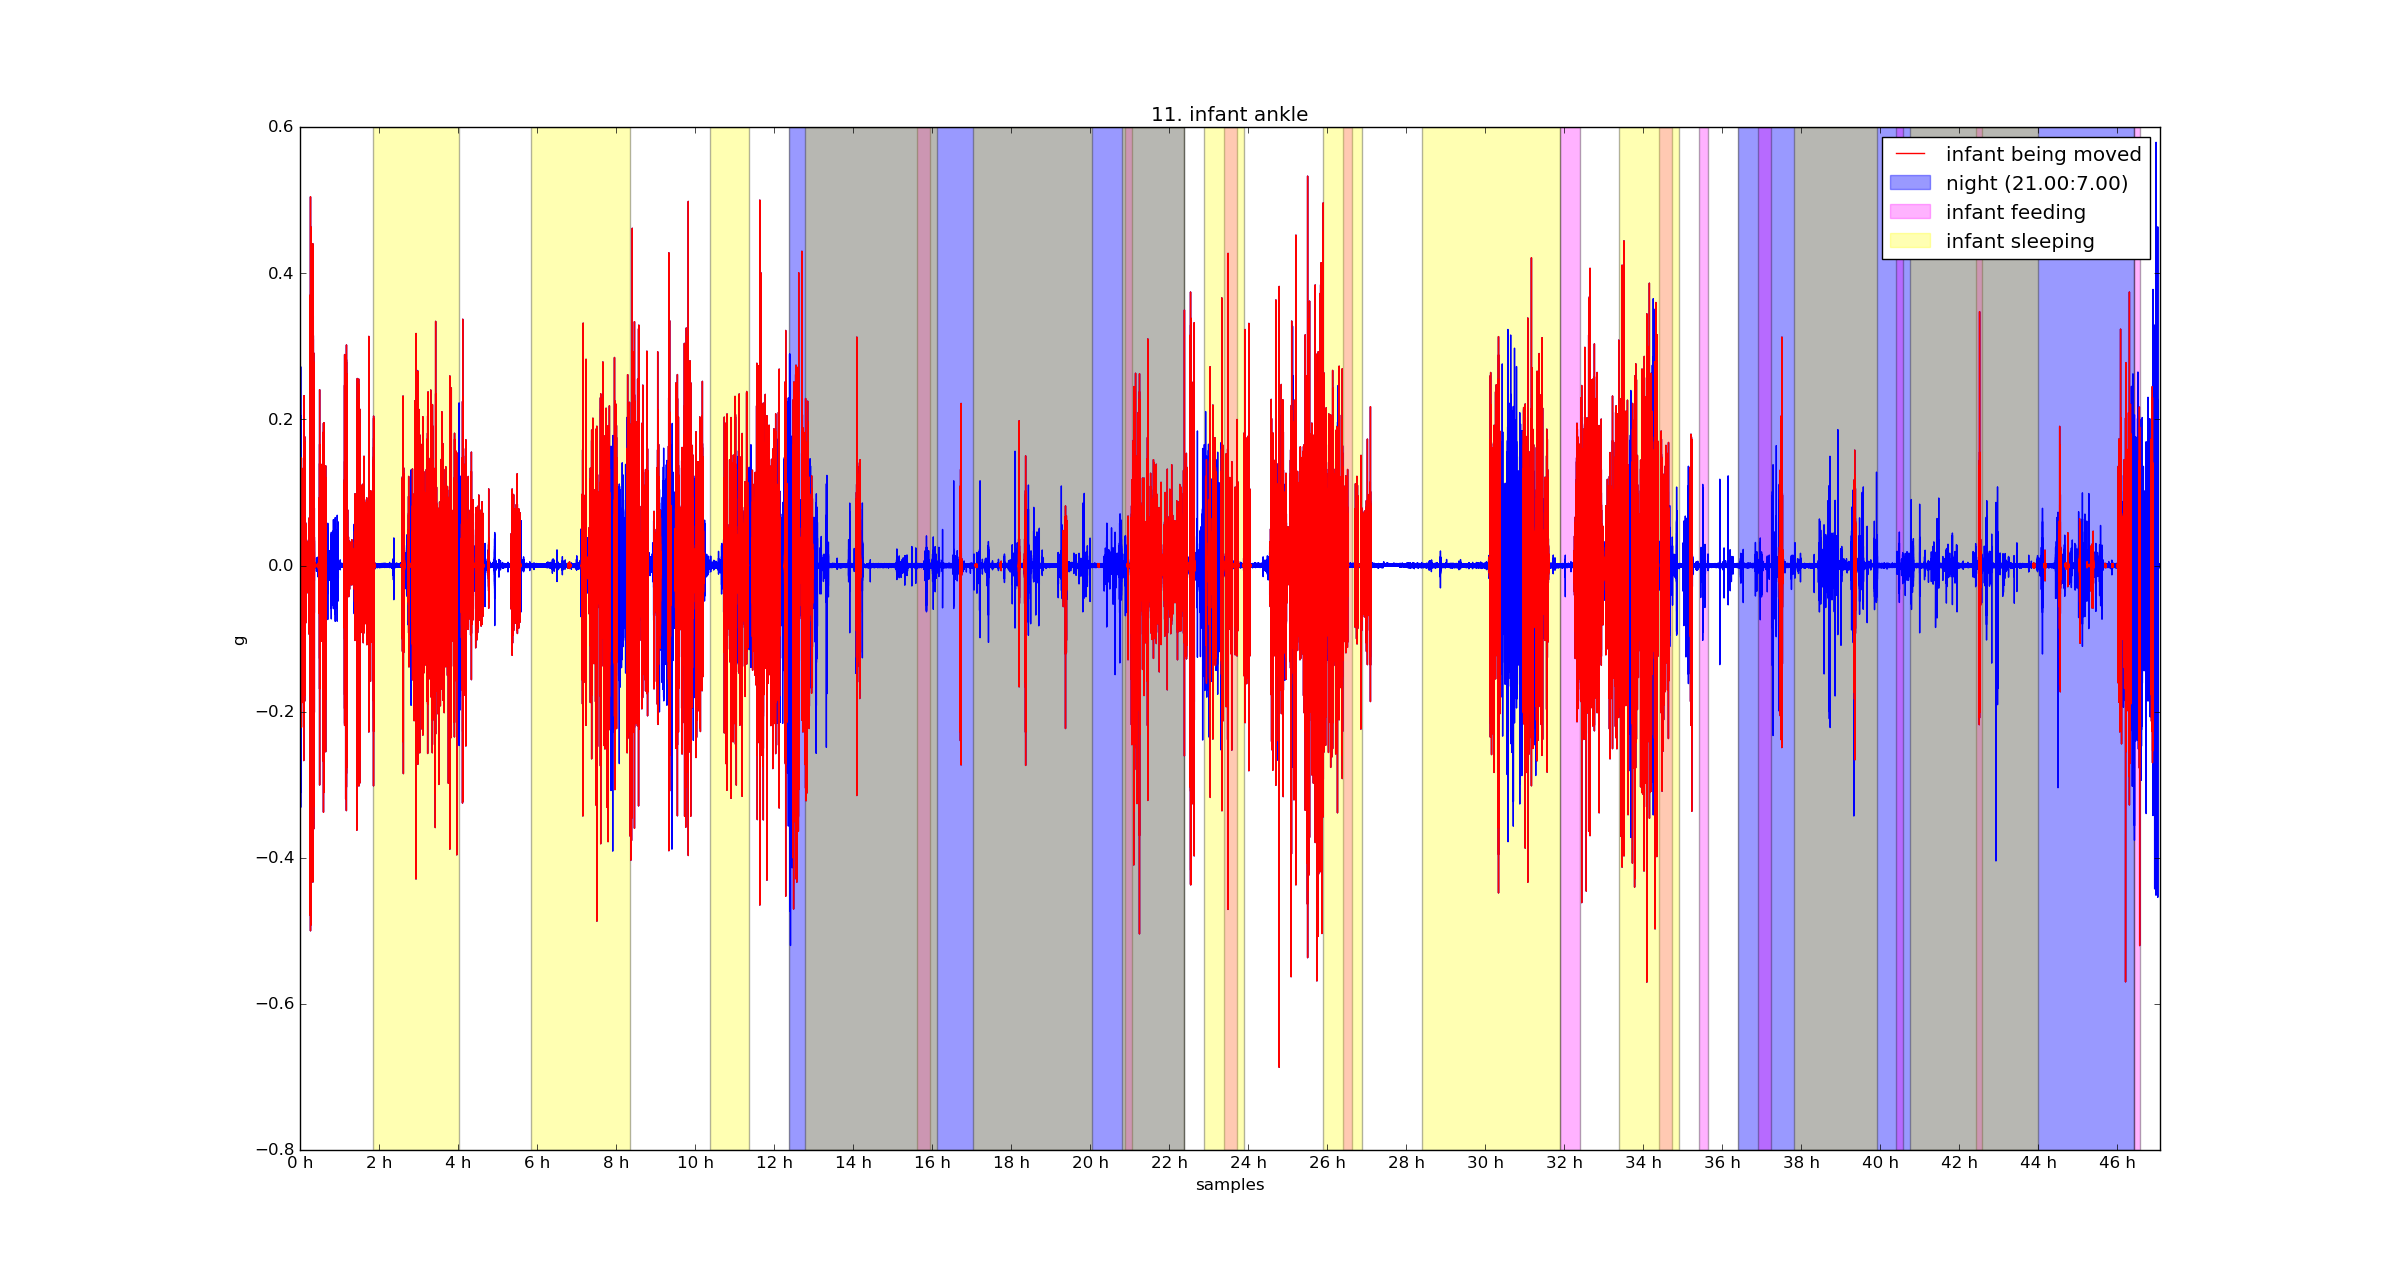 11. infant ankle
0.6
0.4
0.2
0.0
−0.2
−0.4
−0.6
−0.8
g
infant being moved
night (21.00:7.00)
infant feeding
infant sleeping
0 h 2 h 4 h 6 h 8 h 10 h 12 h 14 h 16 h 18 h 20 h 22 h 24 h 26 h 28 h 30 h 32 h 34 h 36 h 38 h 40 h 42 h 44 h 46 h
samples